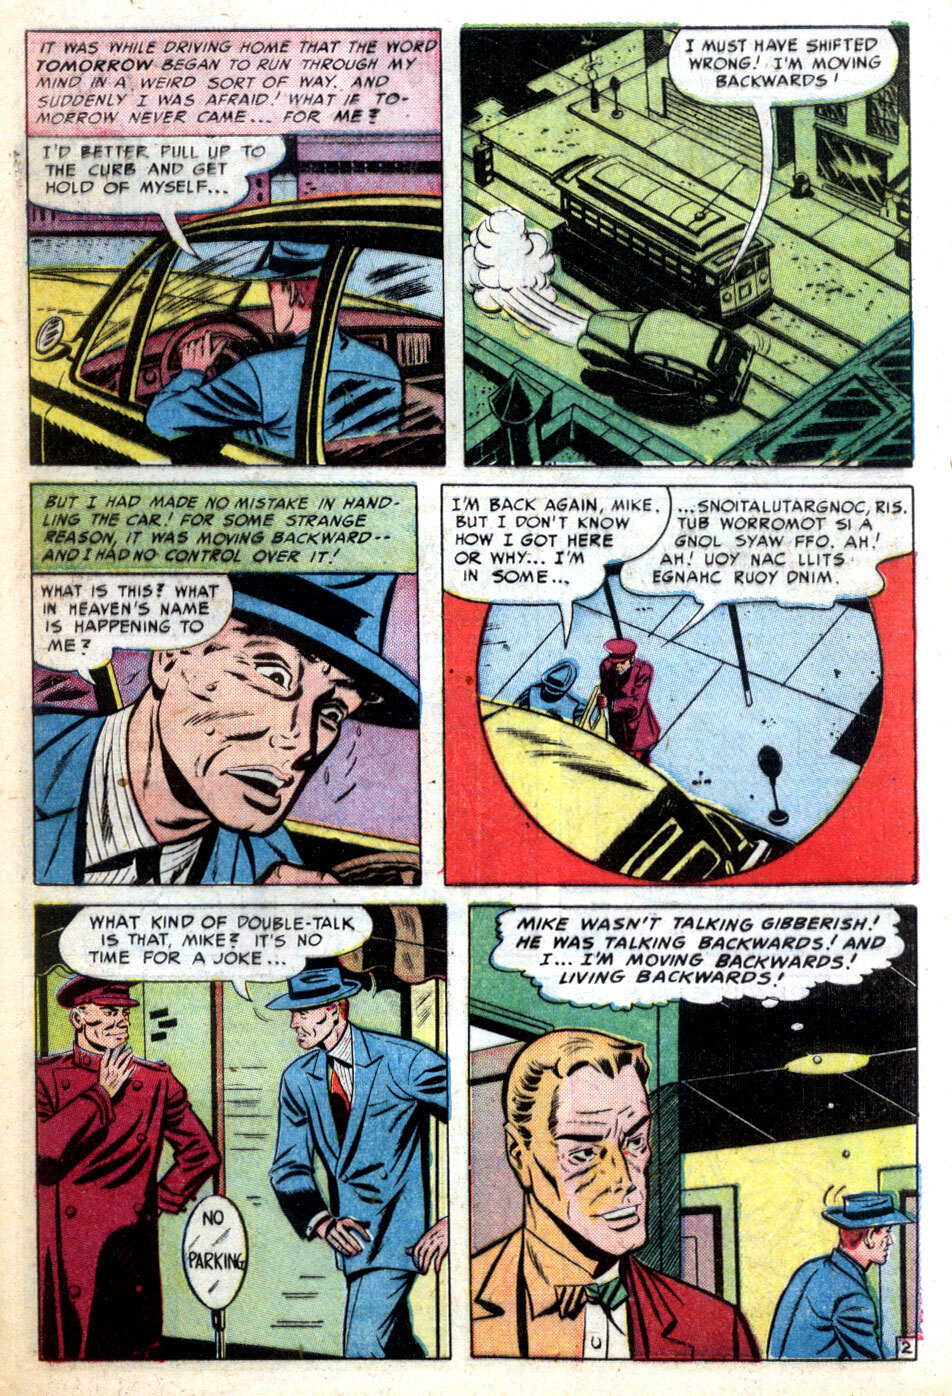 IT WAS WHILE DRIVING HOME THAT THE WORD
TOMORROW BEGAN TO RUN THROUGH MY
MIND IN A WEIRD SORT OF WAY. AND
SUDDENLY I WAS AFRAID! WHAT IF TO-
MORROW NEVER CAME... FOR ME?
I'D BETTER PULL UP TO
THE CURB AND GET
HOLD OF MYSELF...
I MUST HAVE SHIFTED
WRONG! I'M MOVING
BACKWARDS!
BUT I HAD MADE NO MISTAKE IN HAND-
LING THE CAR! FOR SOME STRANGE
REASON, IT WAS MOVING BACKWARD--
AND I HAD NO CONTROL OVER IT!
WHAT IS THIS? WHAT
IN HEAVEN'S NAME
IS HAPPENING TO
ME?
I'M BACK AGAIN, MIKE.
BUT I DON'T KNOW
HOW I GOT HERE
OR WHY... I'M
IN SOME...
...SNOITALUTARGNOC, RIS.
TUB WORROMOT SI A
GNOL SYAW FFO. AH!
AH! UOY NAC LLITS
EGNAHC RUOY DNIM.
WHAT KIND OF DOUBLE-TALK
IS THAT, MIKE? IT'S NO
TIME FOR A JOKE...
NO
PARKING
MIKE WASN'T TALKING GIBBERISH!
HE WAS TALKING BACKWARDS! AND
I... I'M MOVING BACKWARDS!
LIVING BACKWARDS!
2